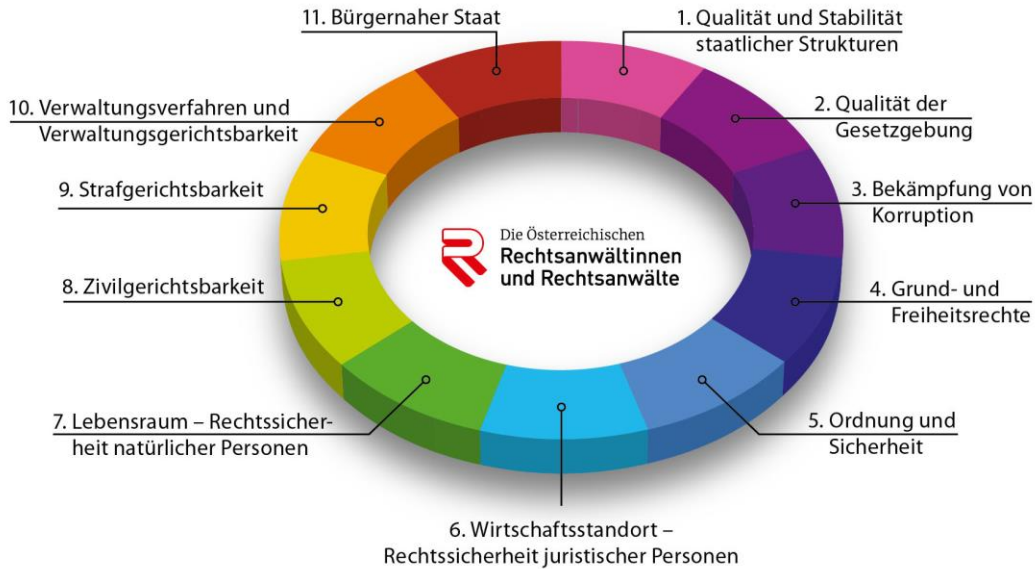 1. Qualität und Stabilität
staatlicher Strukturen
2. Qualität der
Gesetzgebung
3. Bekämpfung von
Korruption
4. Grund- und
Freiheitsrechte
5. Ordnung und
Sicherheit
6. Wirtschaftsstandort –
Rechtssicherheit juristischer Personen
7. Lebensraum – Rechtssicher-
heit natürlicher Personen
8. Zivilgerichtsbarkeit
9. Strafgerichtsbarkeit
10. Verwaltungsverfahren und
Verwaltungsgerichtsbarkeit
11. Bürgernaher Staat
Die Österreichischen
Rechtsanwältinnen
und Rechtsanwälte